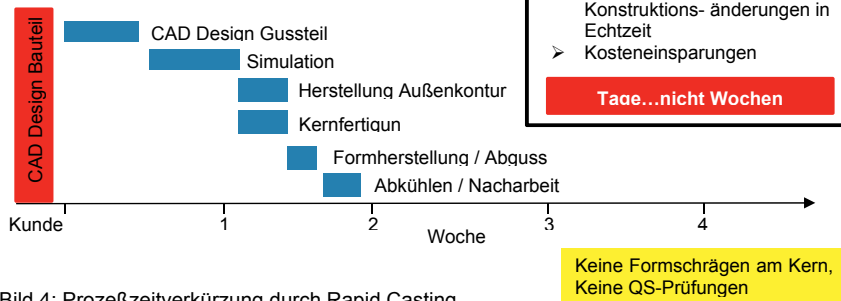 CAD Design Bauteil
CAD Design Gussteil
Simulation
Herstellung Außenkontur
Kernfertigun
Formherstellung / Abguss
Abkühlen / Nacharbeit
Konstruktions- änderungen in
Echtzeit
➢ Kosteneinsparungen
Tage…nicht Wochen
Kunde 1 2 3 4
Woche
Keine Formschrägen am Kern,
Keine QS-Prüfungen
Bild 4: Prozeßzeitverkürzung durch Rapid Casting